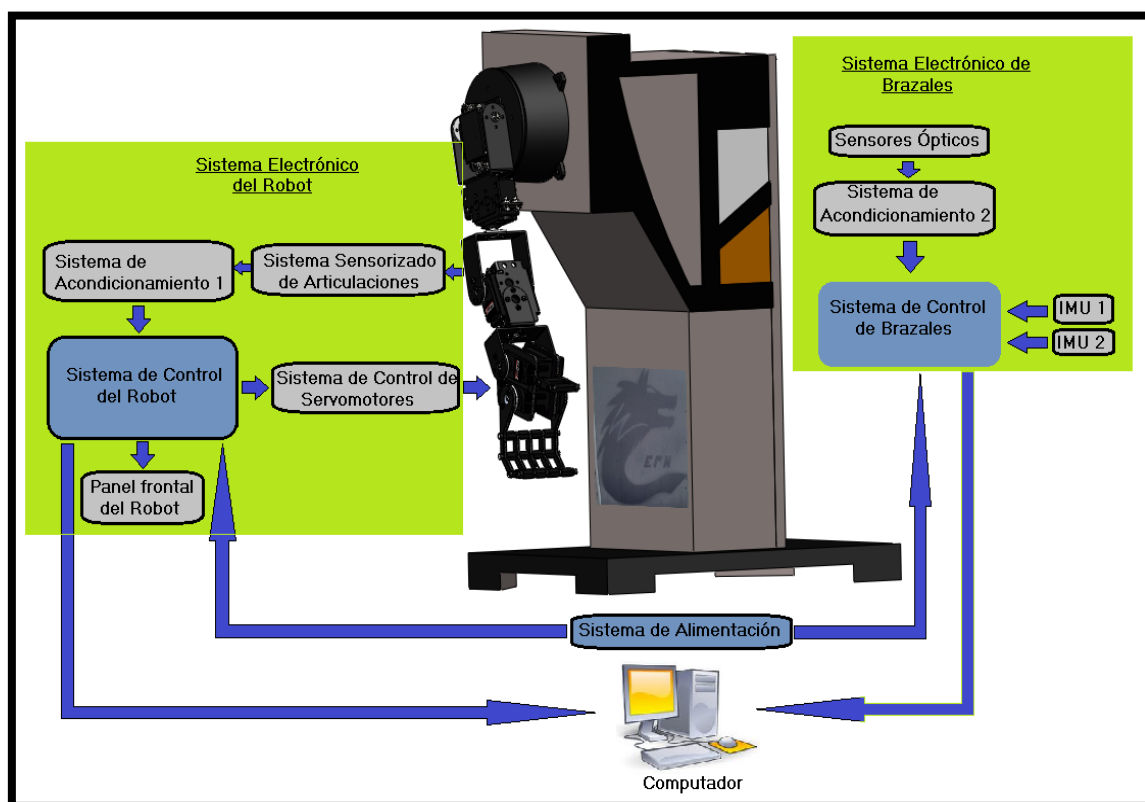 Sistema Electrónico
del Robot
Sistema de
Acondicionamiento 1
Sistema Sensorizado
de Articulaciones
Sistema de Control
del Robot
Sistema de Control de
Servomotores
Panel frontal
del Robot
EPN
Sistema Electrónico de
Brazales
Sensores Ópticos
Sistema de
Acondicionamiento 2
Sistema de Control
de Brazales
IMU 1
IMU 2
Sistema de Alimentación
Computador